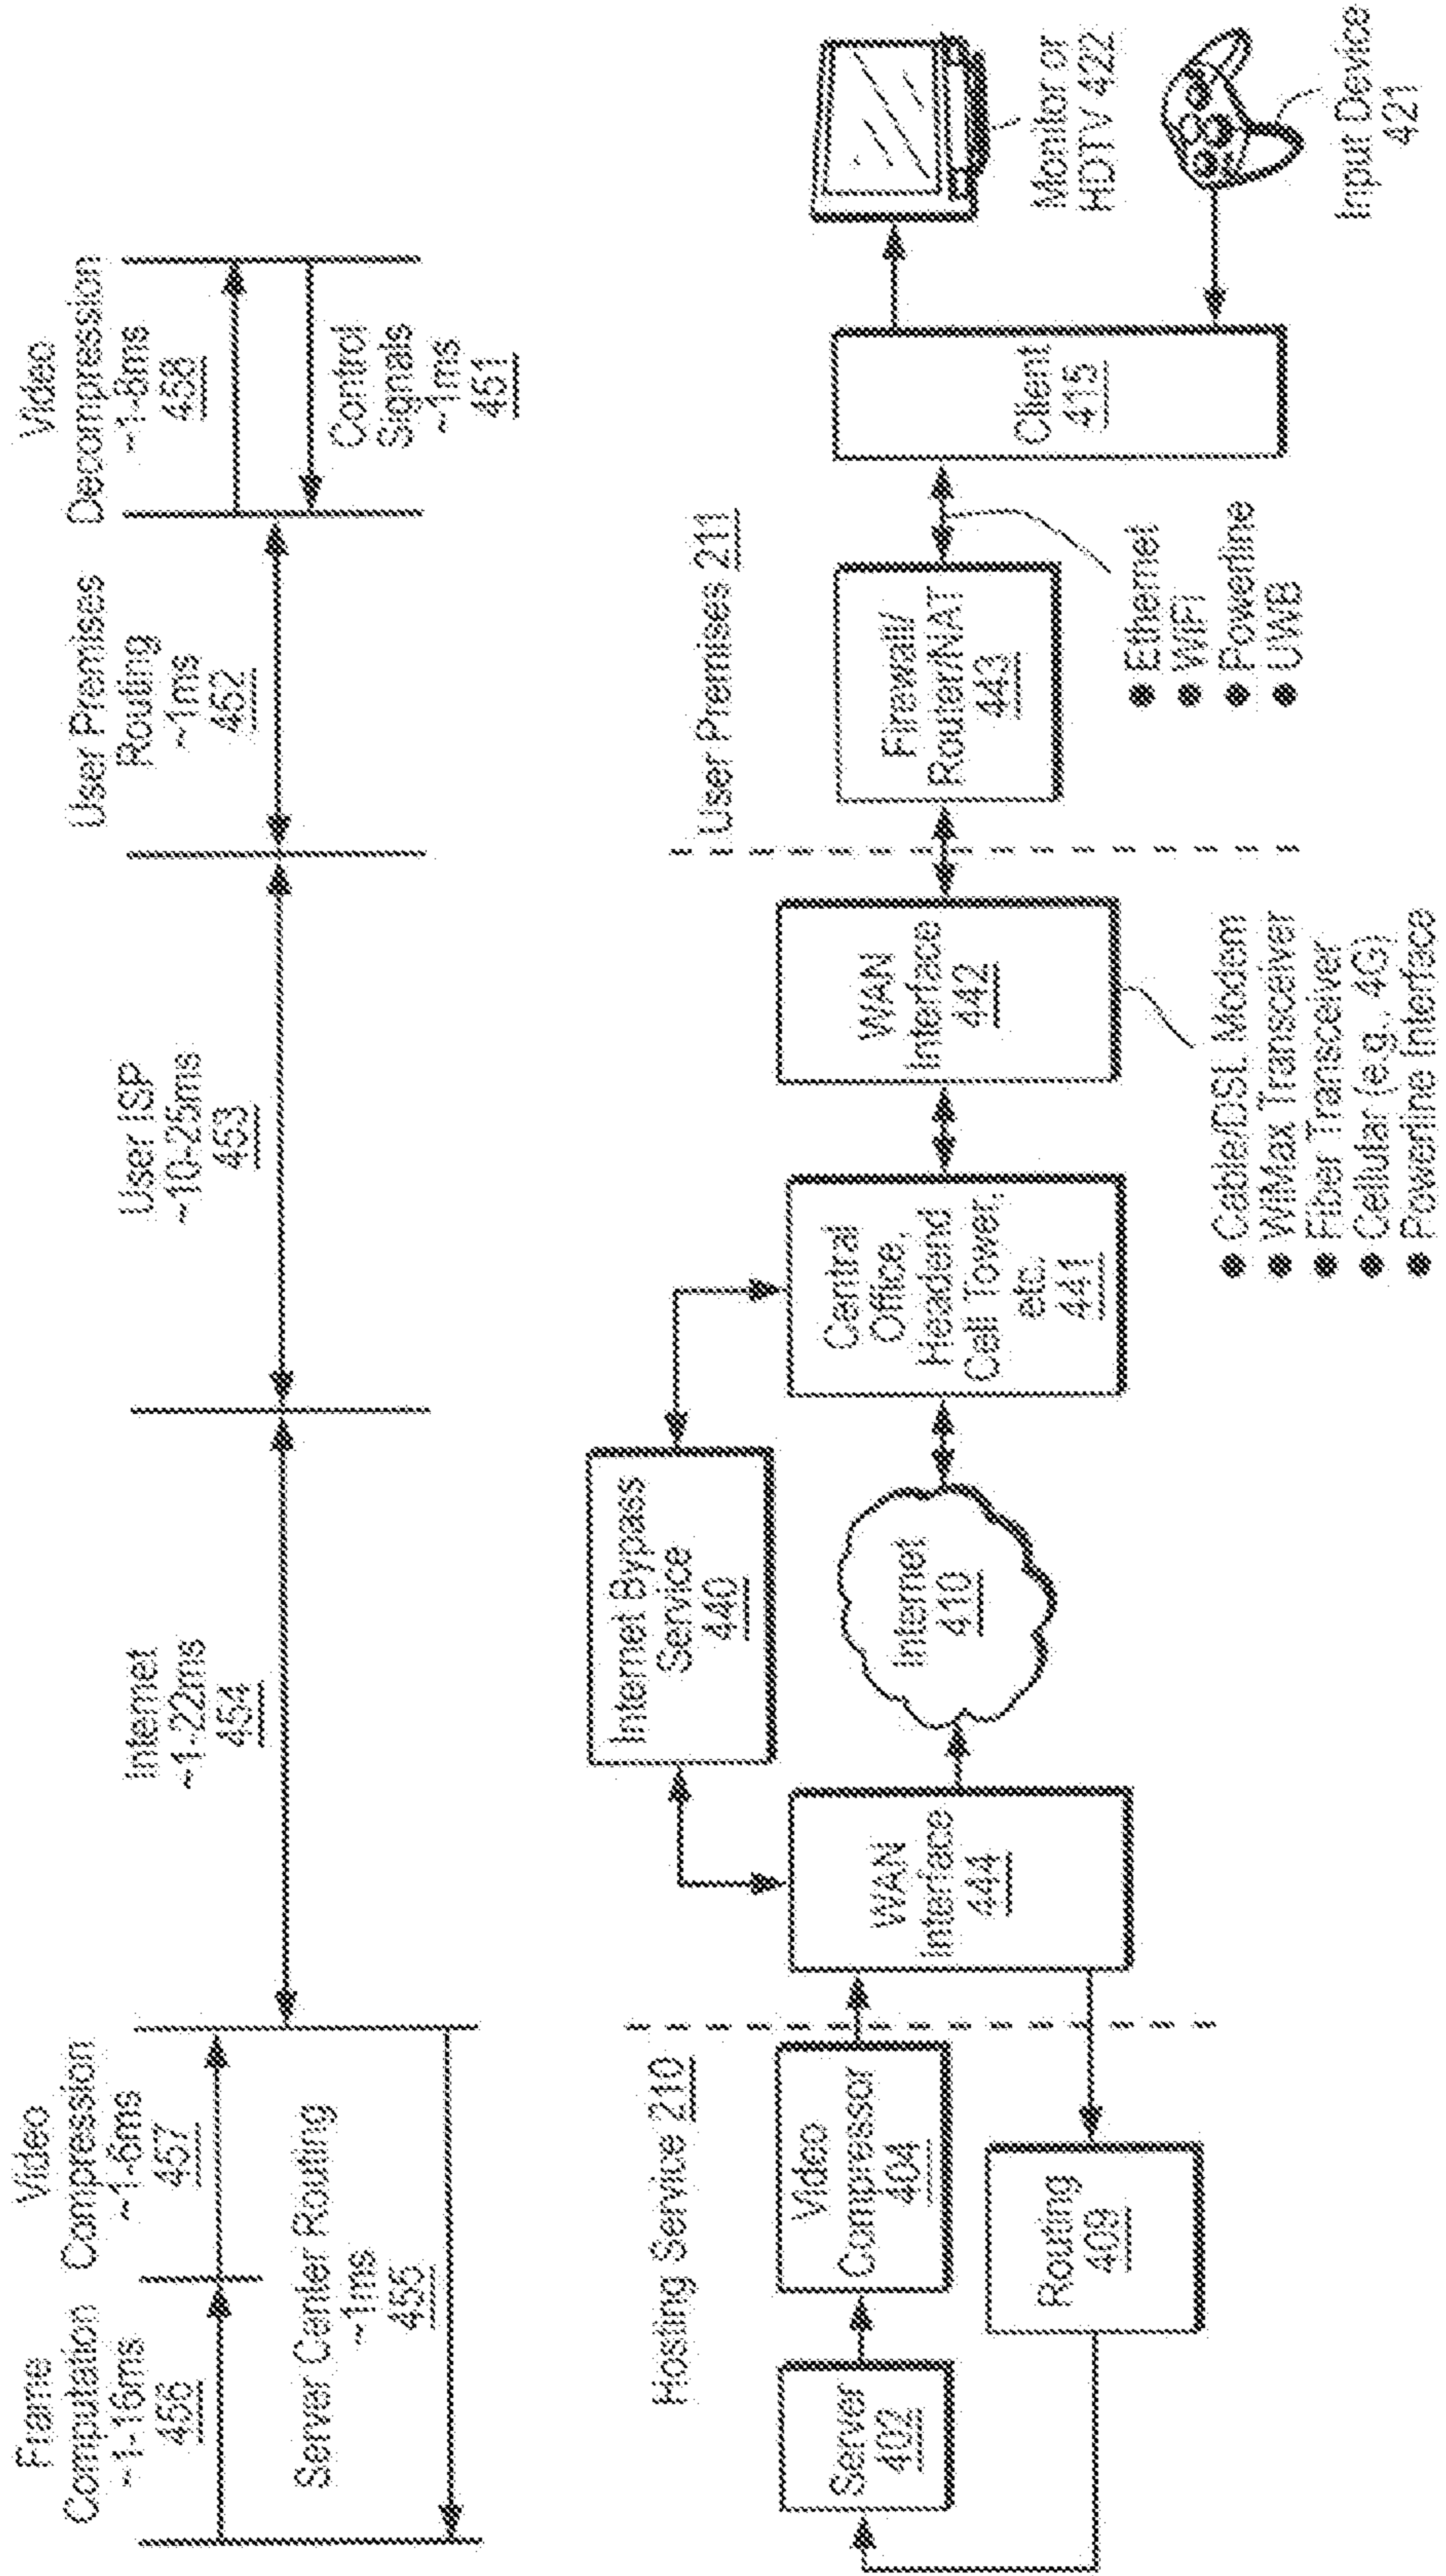 Frame
Computation
~1-16ms
456
Video
Compression
~1-6ms
457
Server Center Routing
~1ms
455
Internet
~1-22ms
454
User ISP
~10-25ms
453
User Premises
Routing
~1ms
452
Video
Decompression
~1-8ms
458
Control
Signals
~1ms
451
Hosting Service 210
Server
402
Video
Compressor
404
Routing
409
WAN
Interface
444
Internet Bypass
Service
440
Internet
410
Central
Office,
Headend
Cell Tower,
etc.
441
WAN
Interface
442
Cable/DSL Modem
WiMax Transceiver
Fiber Transceiver
Cellular (e.g., 4G)
Powerline Interface
User Premises 211
Firewall/
Router/NAT
443
Ethernet
WiFi
Powerline
UWB
Client
415
Monitor or
HDTV 422
Input Device
421